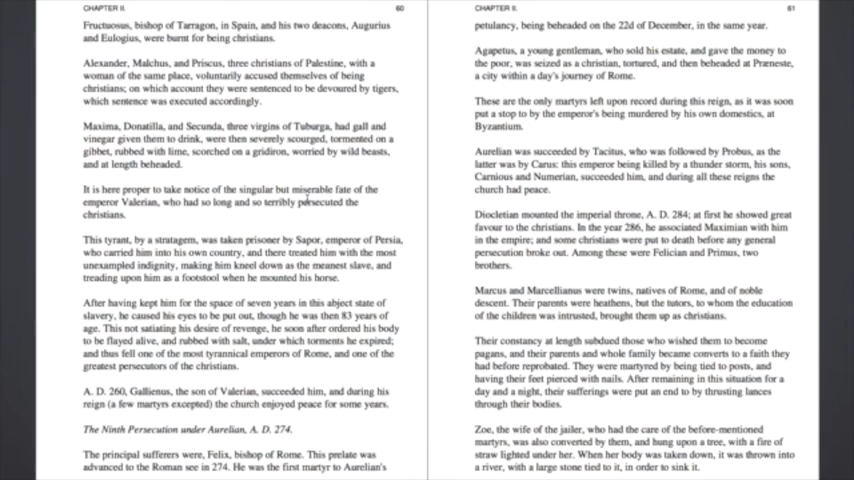 CHAPTER II. 60
Fructuosus, bishop of Tarragon, in Spain, and his two deacons, Augurius
and Eulogius, were burnt for being christians.
Alexander, Malchus, and Priscus, three christians of Palestine, with a
woman of the same place, voluntarily accused themselves of being
christians; on which account they were sentenced to be devoured by tigers,
which sentence was executed accordingly.
Maxima, Donatilla, and Secunda, three virgins of Tuburga, had gall and
vinegar given them to drink, were then severely scourged, tormented on a
gibbet, rubbed with lime, scorched on a gridiron, worried by wild beasts,
and at length beheaded.
It is here proper to take notice of the singular but miserable fate of the
emperor Valerian, who had so long and so terribly persecuted the
christians.
This tyrant, by a stratagem, was taken prisoner by Sapor, emperor of Persia,
who carried him into his own country, and there treated him with the most
unexampled indignity, making him kneel down as the meanest slave, and
treading upon him as a footstool when he mounted his horse.
After having kept him for the space of seven years in this abject state of
slavery, he caused his eyes to be put out, though he was then 83 years of
age. This not satiating his desire of revenge, he soon after ordered his body
to be flayed alive, and rubbed with salt, under which torments he expired;
and thus fell one of the most tyrannical emperors of Rome, and one of the
greatest persecutors of the christians.
A. D. 260, Gallienus, the son of Valerian, succeeded him, and during his
reign (a few martyrs excepted) the church enjoyed peace for some years.
The Ninth Persecution under Aurelian, A. D. 274.
The principal sufferers were, Felix, bishop of Rome. This prelate was
advanced to the Roman see in 274. He was the first martyr to Aurelian's
CHAPTER II. 61
petulancy, being beheaded on the 22d of December, in the same year.
Agapetus, a young gentleman, who sold his estate, and gave the money to
the poor, was seized as a christian, tortured, and then beheaded at Præneste,
a city within a day's journey of Rome.
These are the only martyrs left upon record during this reign, as it was soon
put a stop to by the emperor's being murdered by his own domestics, at
Byzantium.
Aurelian was succeeded by Tacitus, who was followed by Probus, as the
latter was by Carus: this emperor being killed by a thunder storm, his sons,
Carnious and Numerian, succeeded him, and during all these reigns the
church had peace.
Diocletian mounted the imperial throne, A. D. 284; at first he showed great
favour to the christians. In the year 286, he associated Maximian with him
in the empire; and some christians were put to death before any general
persecution broke out. Among these were Felician and Primus, two
brothers.
Marcus and Marcellianus were twins, natives of Rome, and of noble
descent. Their parents were heathens, but the tutors, to whom the education
of the children was intrusted, brought them up as christians.
Their constancy at length subdued those who wished them to become
pagans, and their parents and whole family became converts to a faith they
had before reprobated. They were martyred by being tied to posts, and
having their feet pierced with nails. After remaining in this situation for a
day and a night, their sufferings were put an end to by thrusting lances
through their bodies.
Zoe, the wife of the jailer, who had the care of the before-mentioned
martyrs, was also converted by them, and hung upon a tree, with a fire of
straw lighted under her. When her body was taken down, it was thrown into
a river, with a large stone tied to it, in order to sink it.